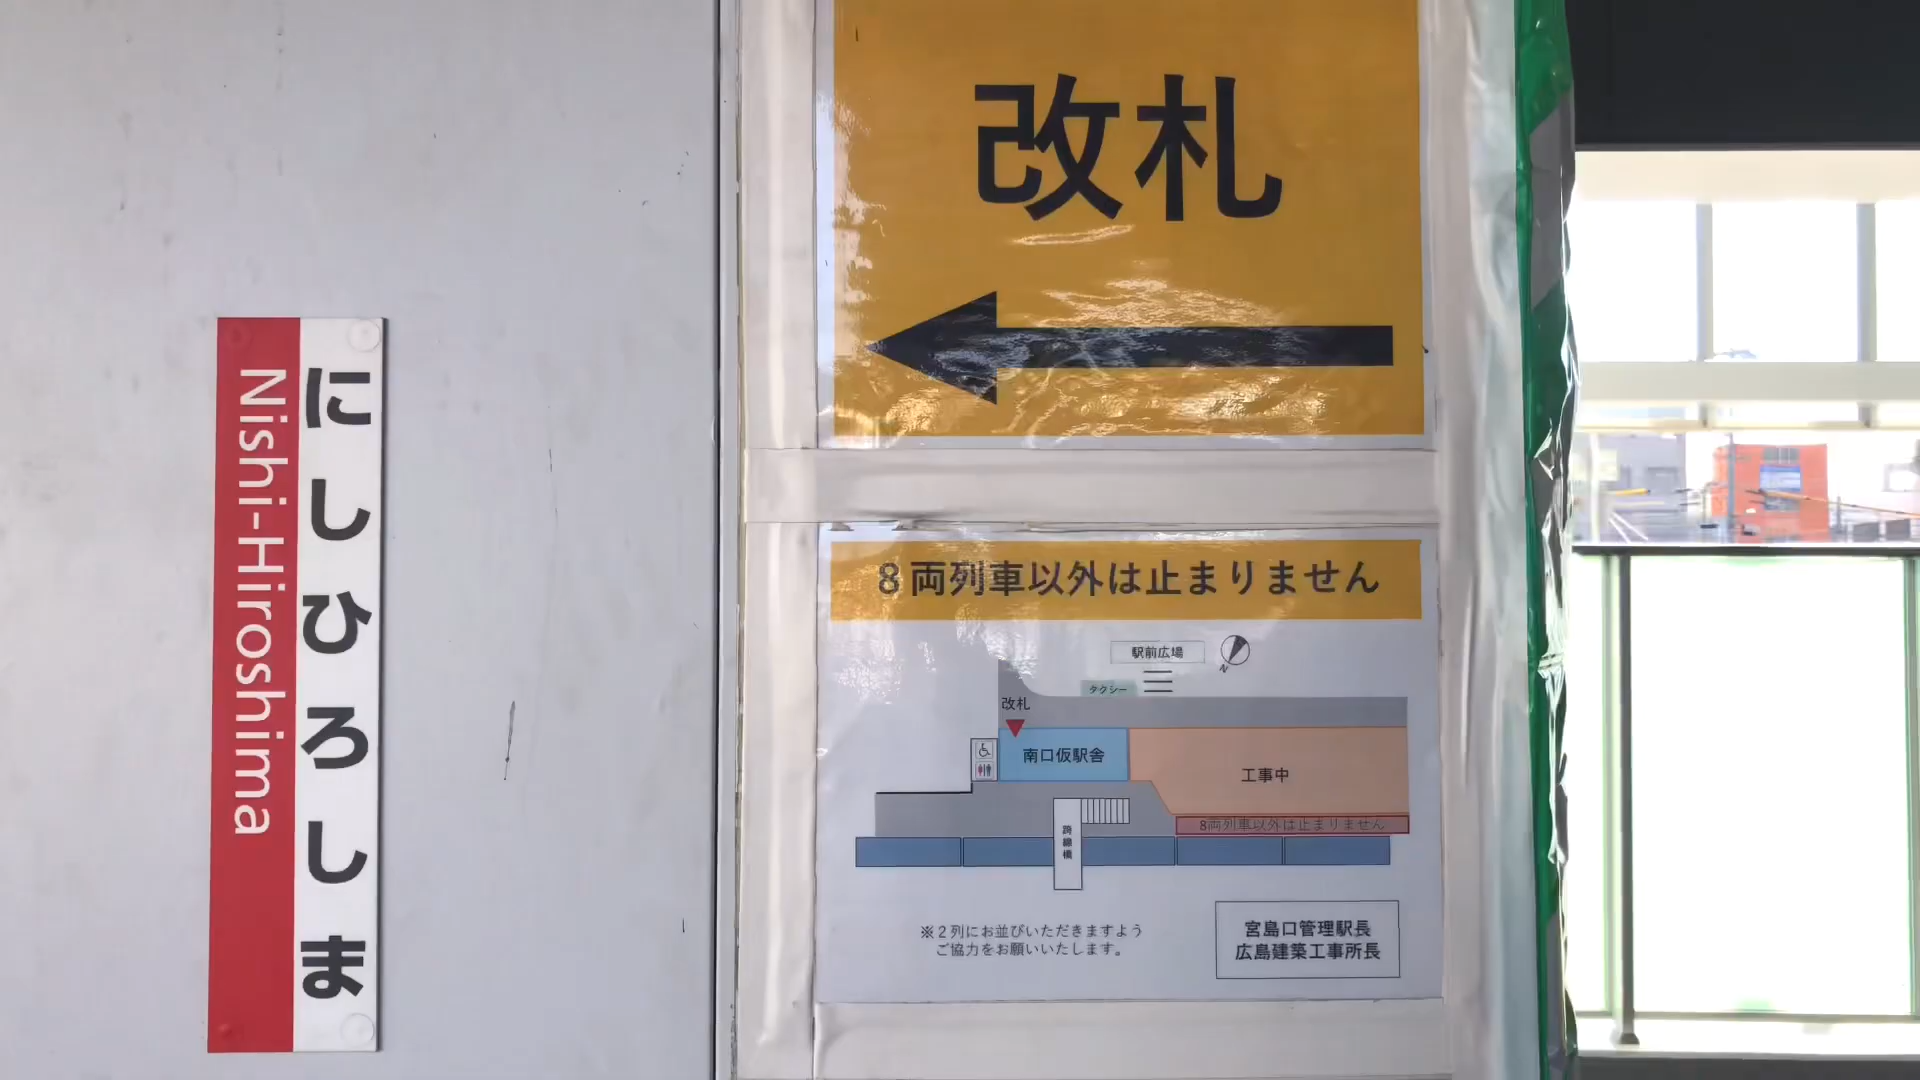 にしひろしま
Nishi-Hiroshima
改札
8両列車以外は止まりません
駅前広場
N
タクシー
改札
南口仮駅舎
工事中
8両列車以外は止まりません
跨線橋
※2列にお並びいただきますよう
ご協力をお願いいたします。
宮島口管理駅長
広島建築工事所長